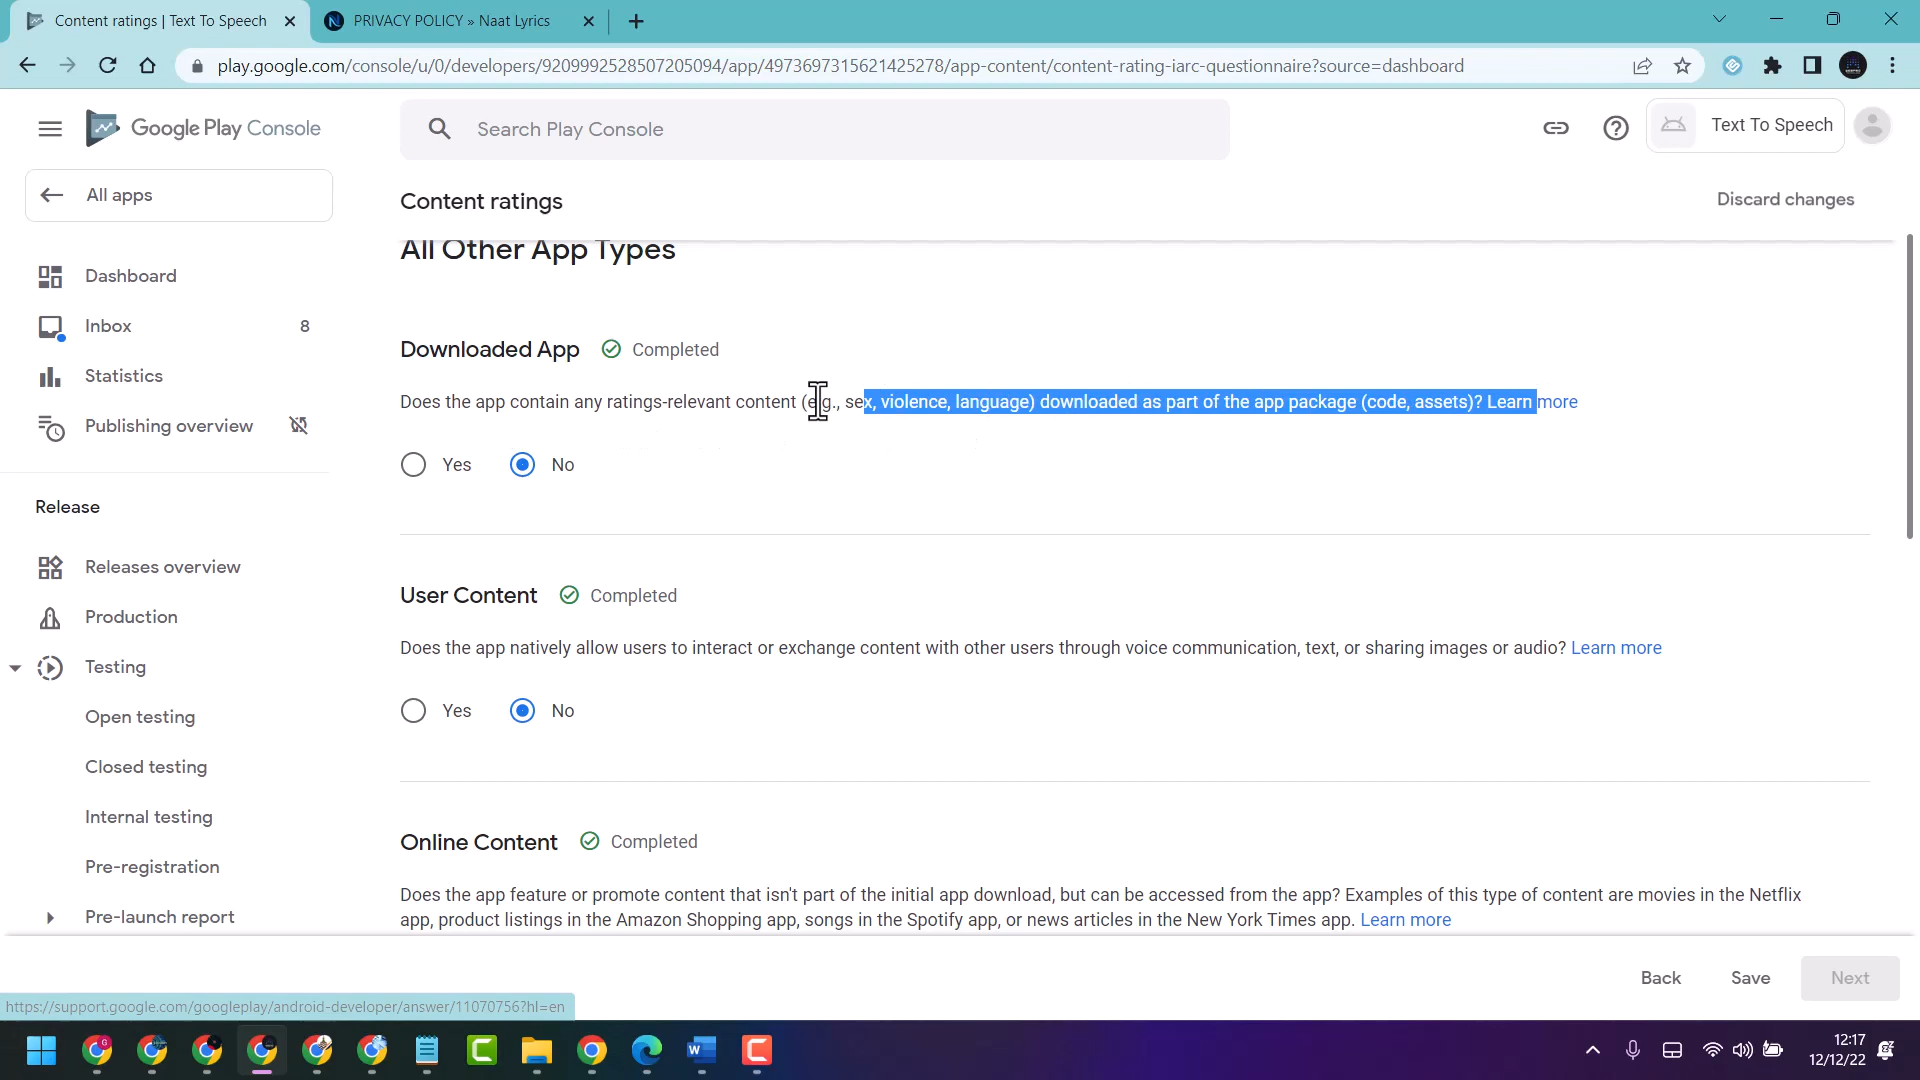 Content ratings | Text To Speech
PRIVACY POLICY » Naat Lyrics
play.google.com/console/u/0/developers/9209992528507205094/app/4973697315621425278/app-content/content-rating-iarc-questionnaire?source=dashboard
Google Play Console
Search Play Console
Text To Speech
All apps
Content ratings
Discard changes
Dashboard
Inbox 8
Statistics
Publishing overview
Release
Releases overview
Production
Testing
Open testing
Closed testing
Internal testing
Pre-registration
Pre-launch report
All Other App Types
Downloaded App Completed
Does the app contain any ratings-relevant content (e.g., sex, violence, language) downloaded as part of the app package (code, assets)? Learn more
Yes No
User Content Completed
Does the app natively allow users to interact or exchange content with other users through voice communication, text, or sharing images or audio? Learn more
Yes No
Online Content Completed
Does the app feature or promote content that isn't part of the initial app download, but can be accessed from the app? Examples of this type of content are movies in the Netflix
app, product listings in the Amazon Shopping app, songs in the Spotify app, or news articles in the New York Times app. Learn more
Back Save Next
https://support.google.com/googleplay/android-developer/answer/11070756?hl=en
12:17
12/12/22